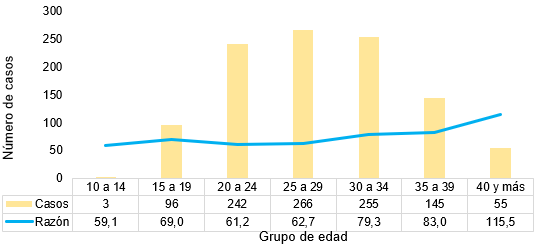 300
250
200
150
100
50
0
Número de casos
10 a 14 15 a 19 20 a 24 25 a 29 30 a 34 35 a 39 40 y más
Casos 3 96 242 266 255 145 55
Razón 59,1 69,0 61,2 62,7 79,3 83,0 115,5
Grupo de edad